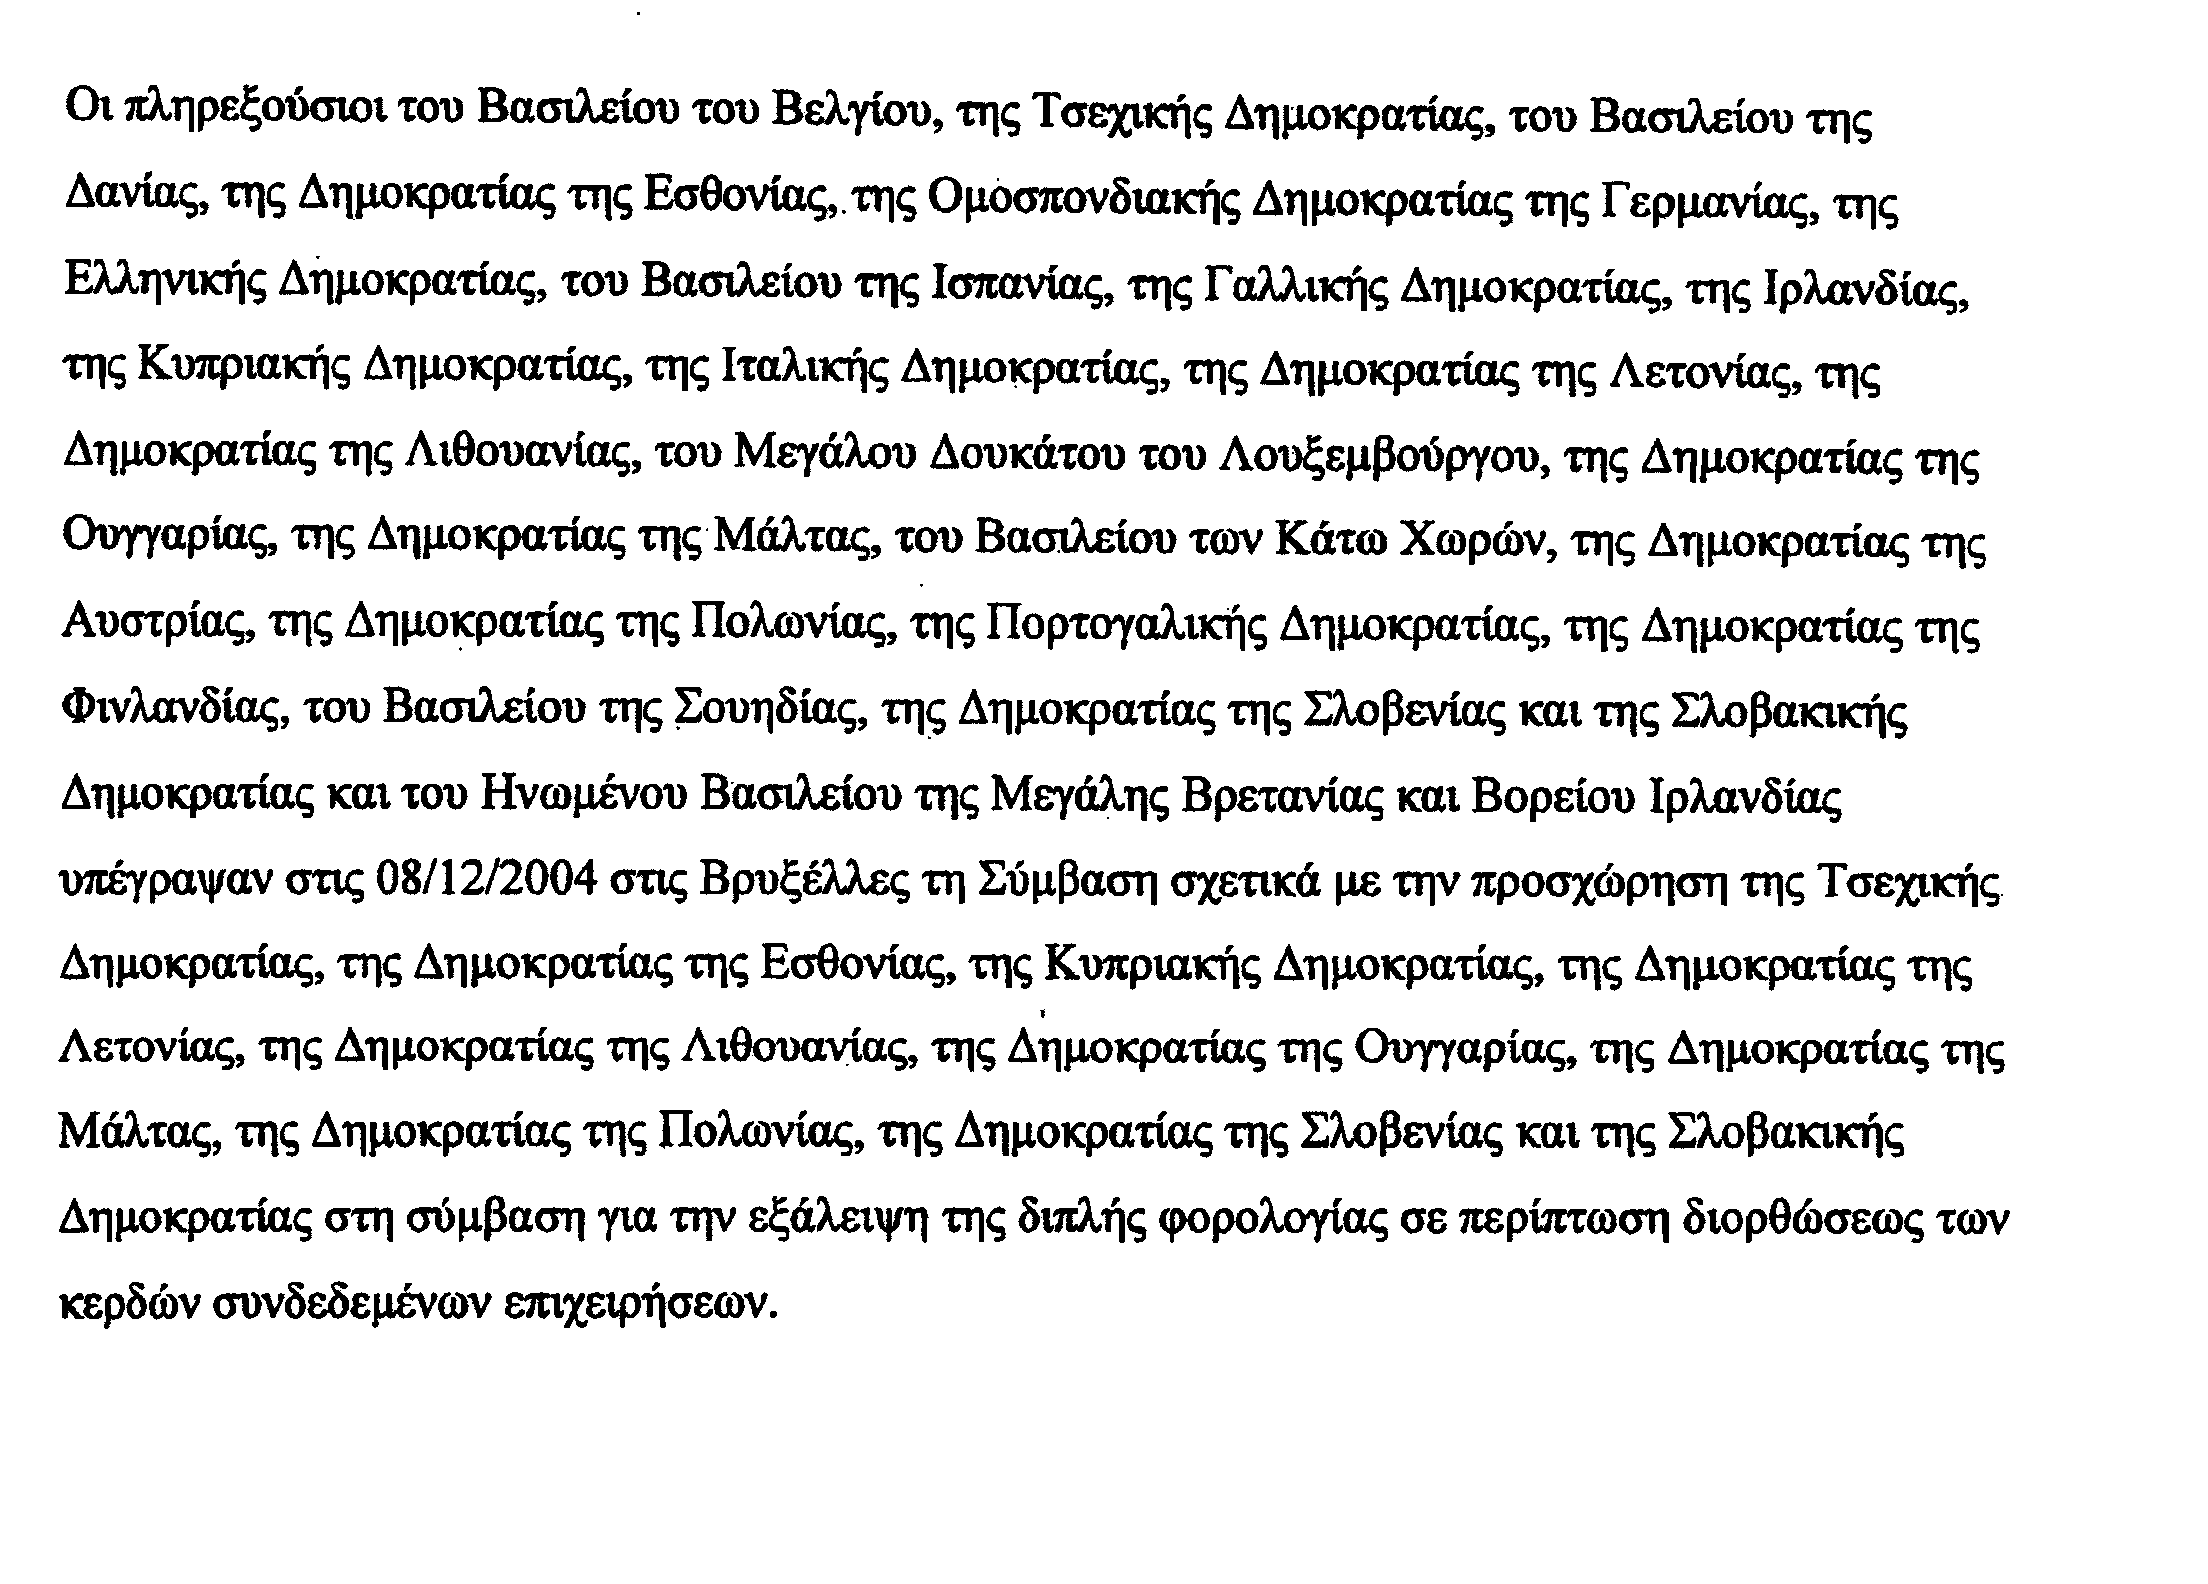 Οι πληρεξούσιοι του Βασιλείου του Βελγίου, της Τσεχικής Δημοκρατίας, του Βασιλείου της
Δανίας, της Δημοκρατίας της Εσθονίας, της Ομοσπονδιακής Δημοκρατίας της Γερμανίας, της
Ελληνικής Δημοκρατίας, του Βασιλείου της Ισπανίας, της Γαλλικής Δημοκρατίας, της Ιρλανδίας,
της Κυπριακής Δημοκρατίας, της Ιταλικής Δημοκρατίας, της Δημοκρατίας της Λετονίας, της
Δημοκρατίας της Λιθουανίας, του Μεγάλου Δουκάτου του Λουξεμβούργου, της Δημοκρατίας της
Ουγγαρίας, της Δημοκρατίας της Μάλτας, του Βασιλείου των Κάτω Χωρών, της Δημοκρατίας της
Αυστρίας, της Δημοκρατίας της Πολωνίας, της Πορτογαλικής Δημοκρατίας, της Δημοκρατίας της
Φινλανδίας, του Βασιλείου της Σουηδίας, της Δημοκρατίας της Σλοβενίας και της Σλοβακικής
Δημοκρατίας και του Ηνωμένου Βασιλείου της Μεγάλης Βρετανίας και Βορείου Ιρλανδίας
υπέγραψαν στις 08/12/2004 στις Βρυξέλλες τη Σύμβαση σχετικά με την προσχώρηση της Τσεχικής
Δημοκρατίας, της Δημοκρατίας της Εσθονίας, της Κυπριακής Δημοκρατίας, της Δημοκρατίας της
Λετονίας, της Δημοκρατίας της Λιθουανίας, της Δημοκρατίας της Ουγγαρίας, της Δημοκρατίας της
Μάλτας, της Δημοκρατίας της Πολωνίας, της Δημοκρατίας της Σλοβενίας και της Σλοβακικής
Δημοκρατίας στη σύμβαση για την εξάλειψη της διπλής φορολογίας σε περίπτωση διορθώσεως των
κερδών συνδεδεμένων επιχειρήσεων.